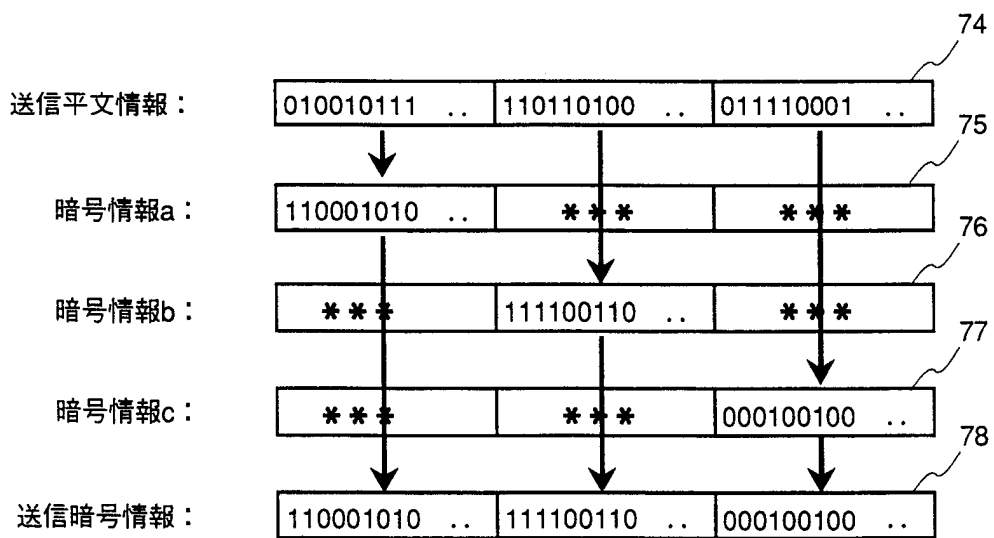 74
送信平文情報： 010010111 .. 110110100 .. 011110001 ..
75
暗号情報a： 110001010 .. *** ***
76
暗号情報b： *** 111100110 .. ***
77
暗号情報c： *** *** 000100100 ..
78
送信暗号情報： 110001010 .. 111100110 .. 000100100 ..